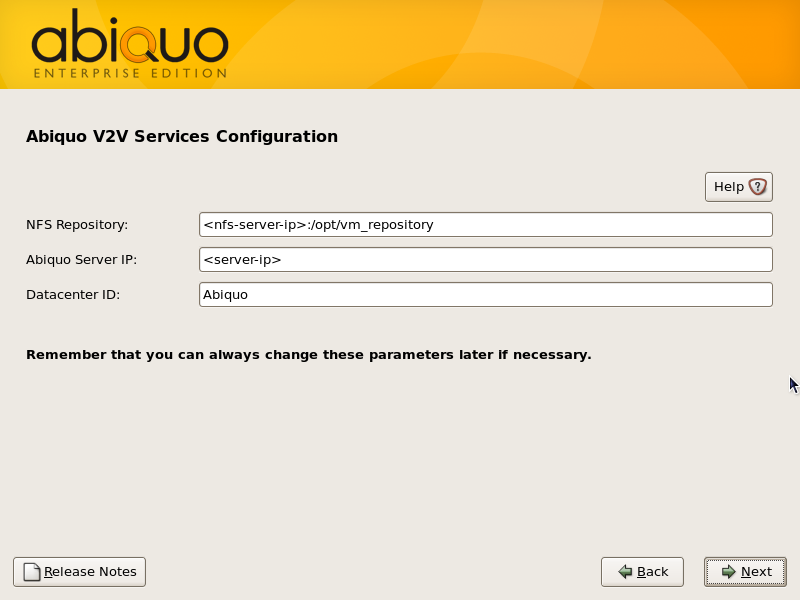 abiquo
ENTERPRISE EDITION
Abiquo V2V Services Configuration
Help
NFS Repository: <nfs-server-ip>:/opt/vm_repository
Abiquo Server IP: <server-ip>
Datacenter ID: Abiquo
Remember that you can always change these parameters later if necessary.
Release Notes Back Next